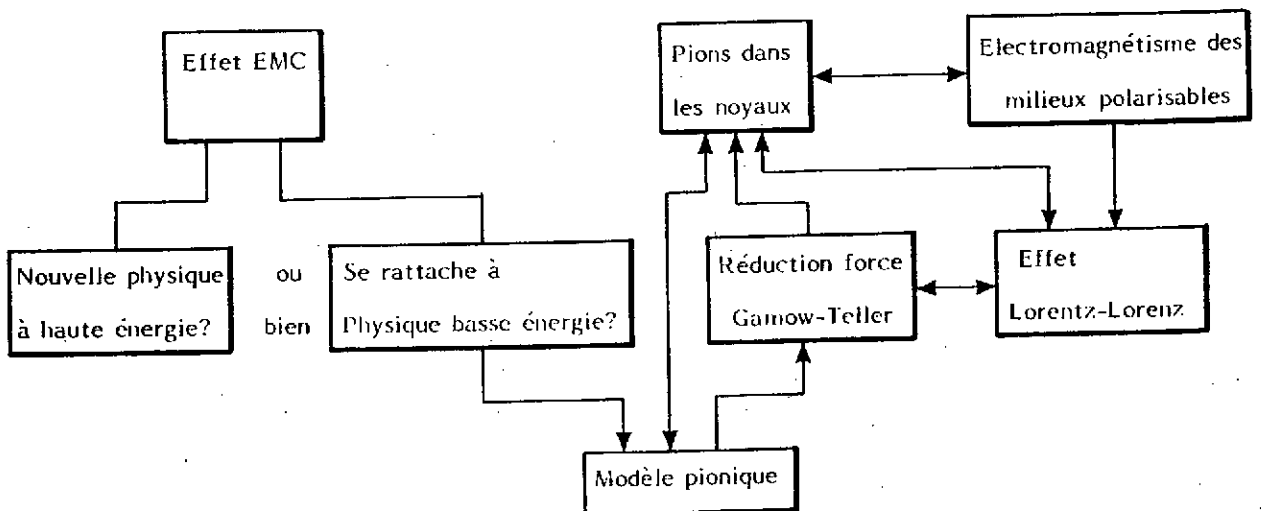 Effet EMC
Pions dans
les noyaux
Electromagnétisme des
milieux polarisables
Nouvelle physique
à haute énergie?
ou
bien
Se rattache à
Physique basse énergie?
Réduction force
Gamow-Teller
Effet
Lorentz-Lorenz
Modèle pionique